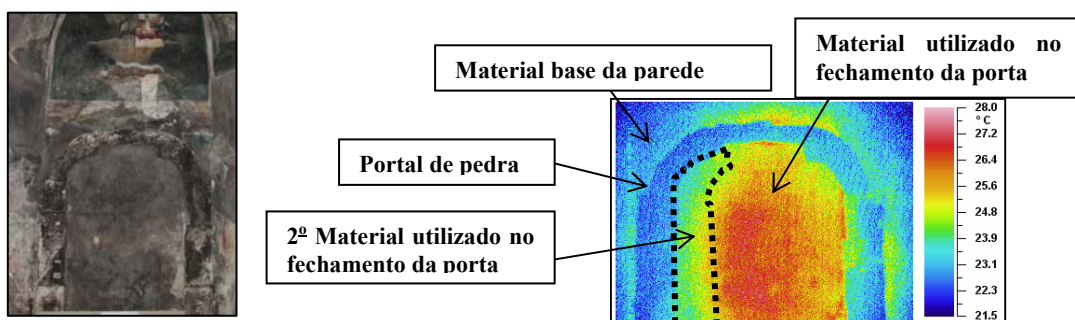 Material base da parede
Material utilizado no
fechamento da porta
Portal de pedra
2º Material utilizado no
fechamento da porta
28.0
° C
27.2
26.4
25.6
24.8
23.9
23.1
22.3
21.5